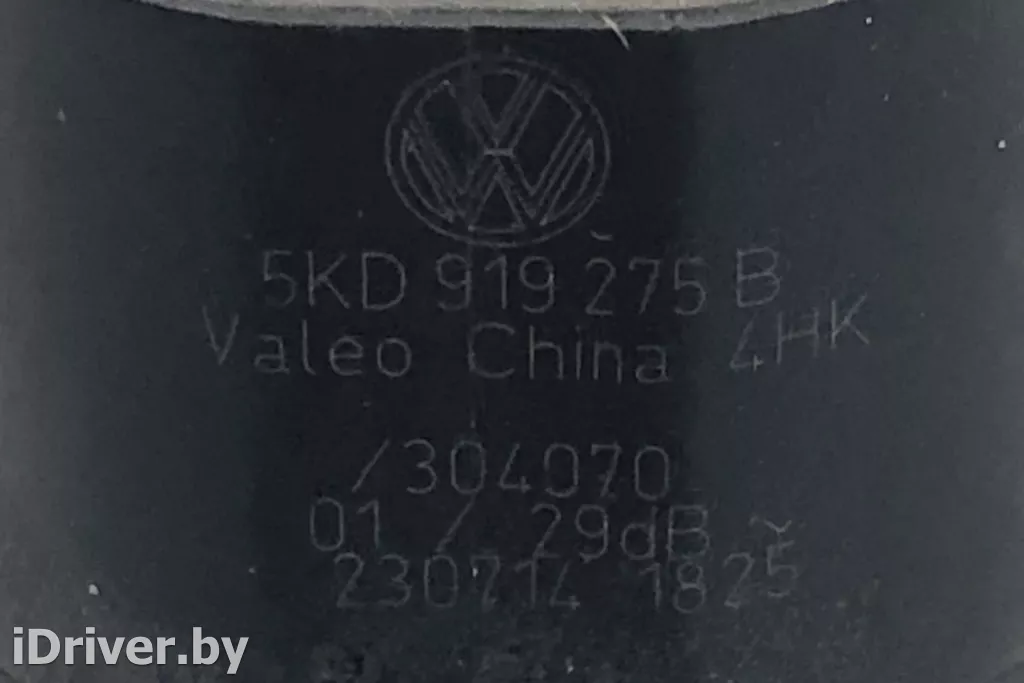 5KD 919 275 B
Valeo China 4HK
/304070
01 / 29dB
230714 1825
iDriver.by